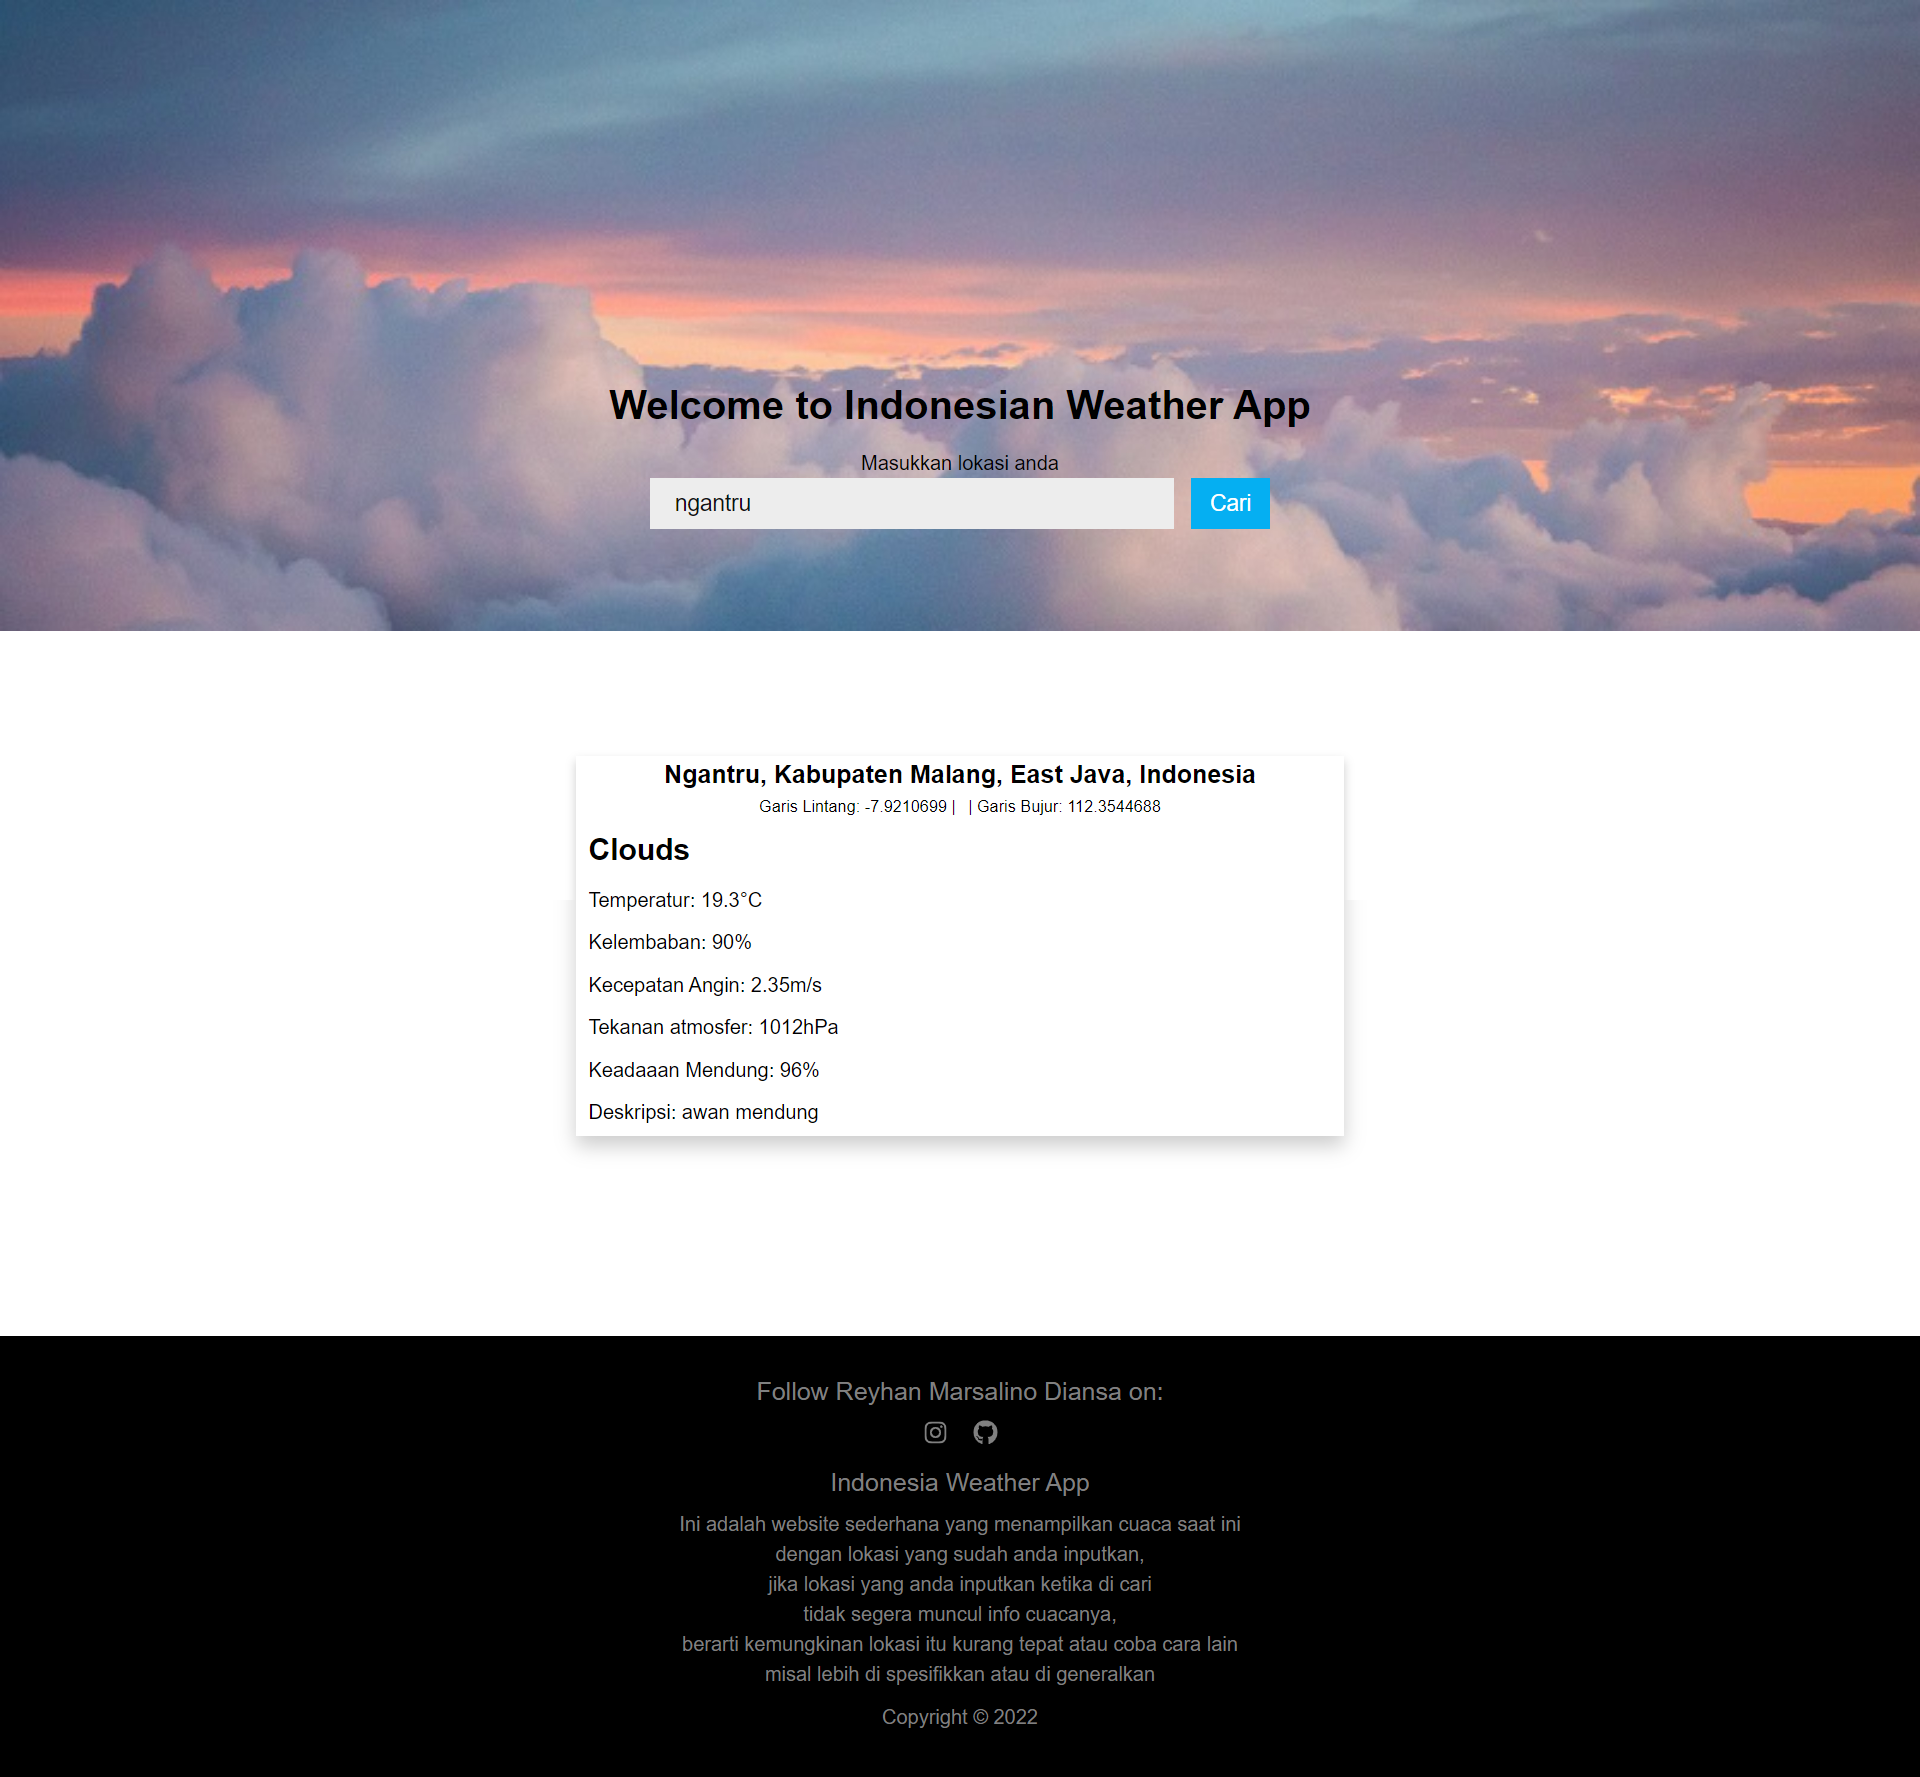 Welcome to Indonesian Weather App
Masukkan lokasi anda
ngantru
Cari
Ngantru, Kabupaten Malang, East Java, Indonesia
Garis Lintang: -7.9210699 |   | Garis Bujur: 112.3544688
Clouds
Temperatur: 19.3°C
Kelembaban: 90%
Kecepatan Angin: 2.35m/s
Tekanan atmosfer: 1012hPa
Keadaaan Mendung: 96%
Deskripsi: awan mendung
Follow Reyhan Marsalino Diansa on:
Indonesia Weather App
Ini adalah website sederhana yang menampilkan cuaca saat ini
dengan lokasi yang sudah anda inputkan,
jika lokasi yang anda inputkan ketika di cari
tidak segera muncul info cuacanya,
berarti kemungkinan lokasi itu kurang tepat atau coba cara lain
misal lebih di spesifikkan atau di generalkan
Copyright © 2022